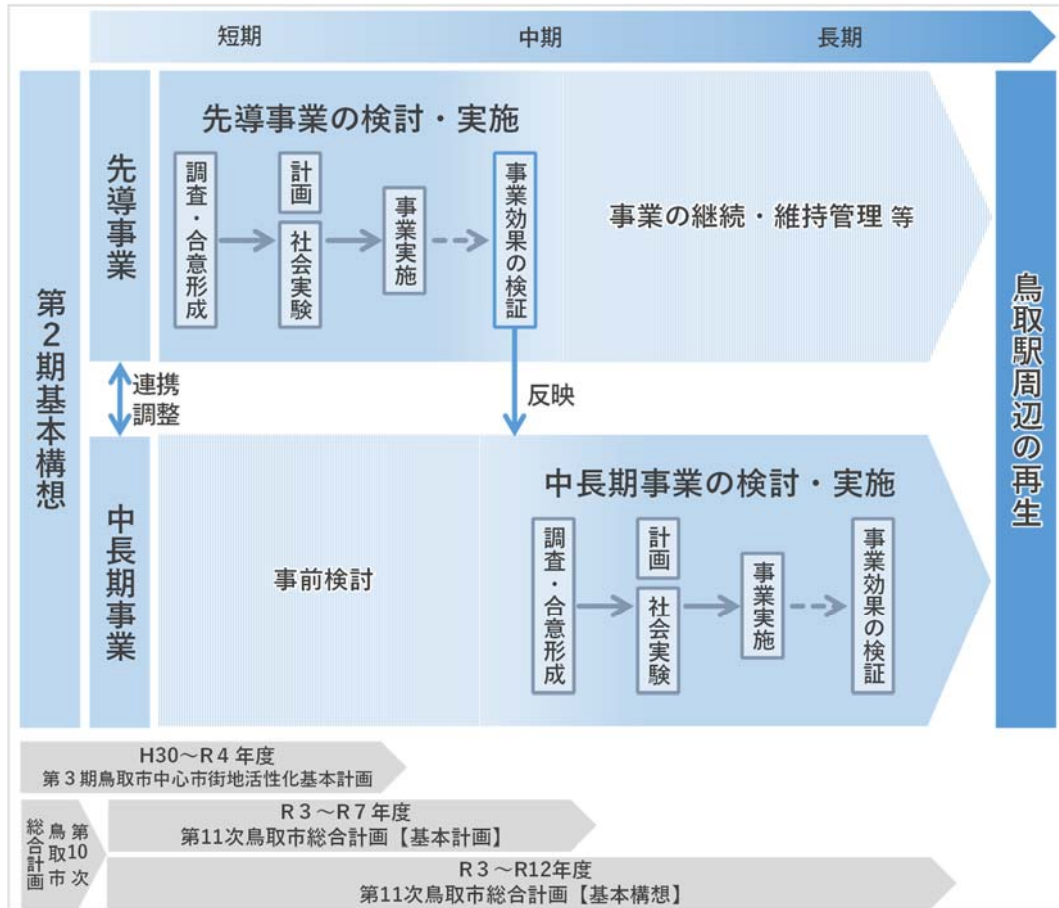 短期
中期
長期
第２期基本構想
先導事業
先導事業の検討・実施
調査・合意形成
計画
社会実験
事業実施
事業効果の検証
事業の継続・維持管理 等
連携
調整
反映
中長期事業
事前検討
中長期事業の検討・実施
調査・合意形成
計画
社会実験
事業実施
事業効果の検証
鳥取駅周辺の再生
H30～R４年度
第３期鳥取市中心市街地活性化基本計画
第10次
鳥取市
総合計画
R３～R７年度
第11次鳥取市総合計画【基本計画】
R３～R12年度
第11次鳥取市総合計画【基本構想】